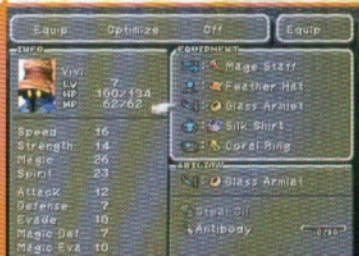 Equip Optimize Off Equip
INFO
Vivi
LV 7
HP 100/134
MP 62/62
Speed 16
Strength 14
Magic 26
Spirit 23
Attack 12
Defense 7
Evade 10
Magic Def 7
Magic Eva 10
EQUIPMENT
Mage Staff
Feather Hat
Glass Armlet
Silk Shirt
Coral Ring
ABILITY
Glass Armlet
Antibody